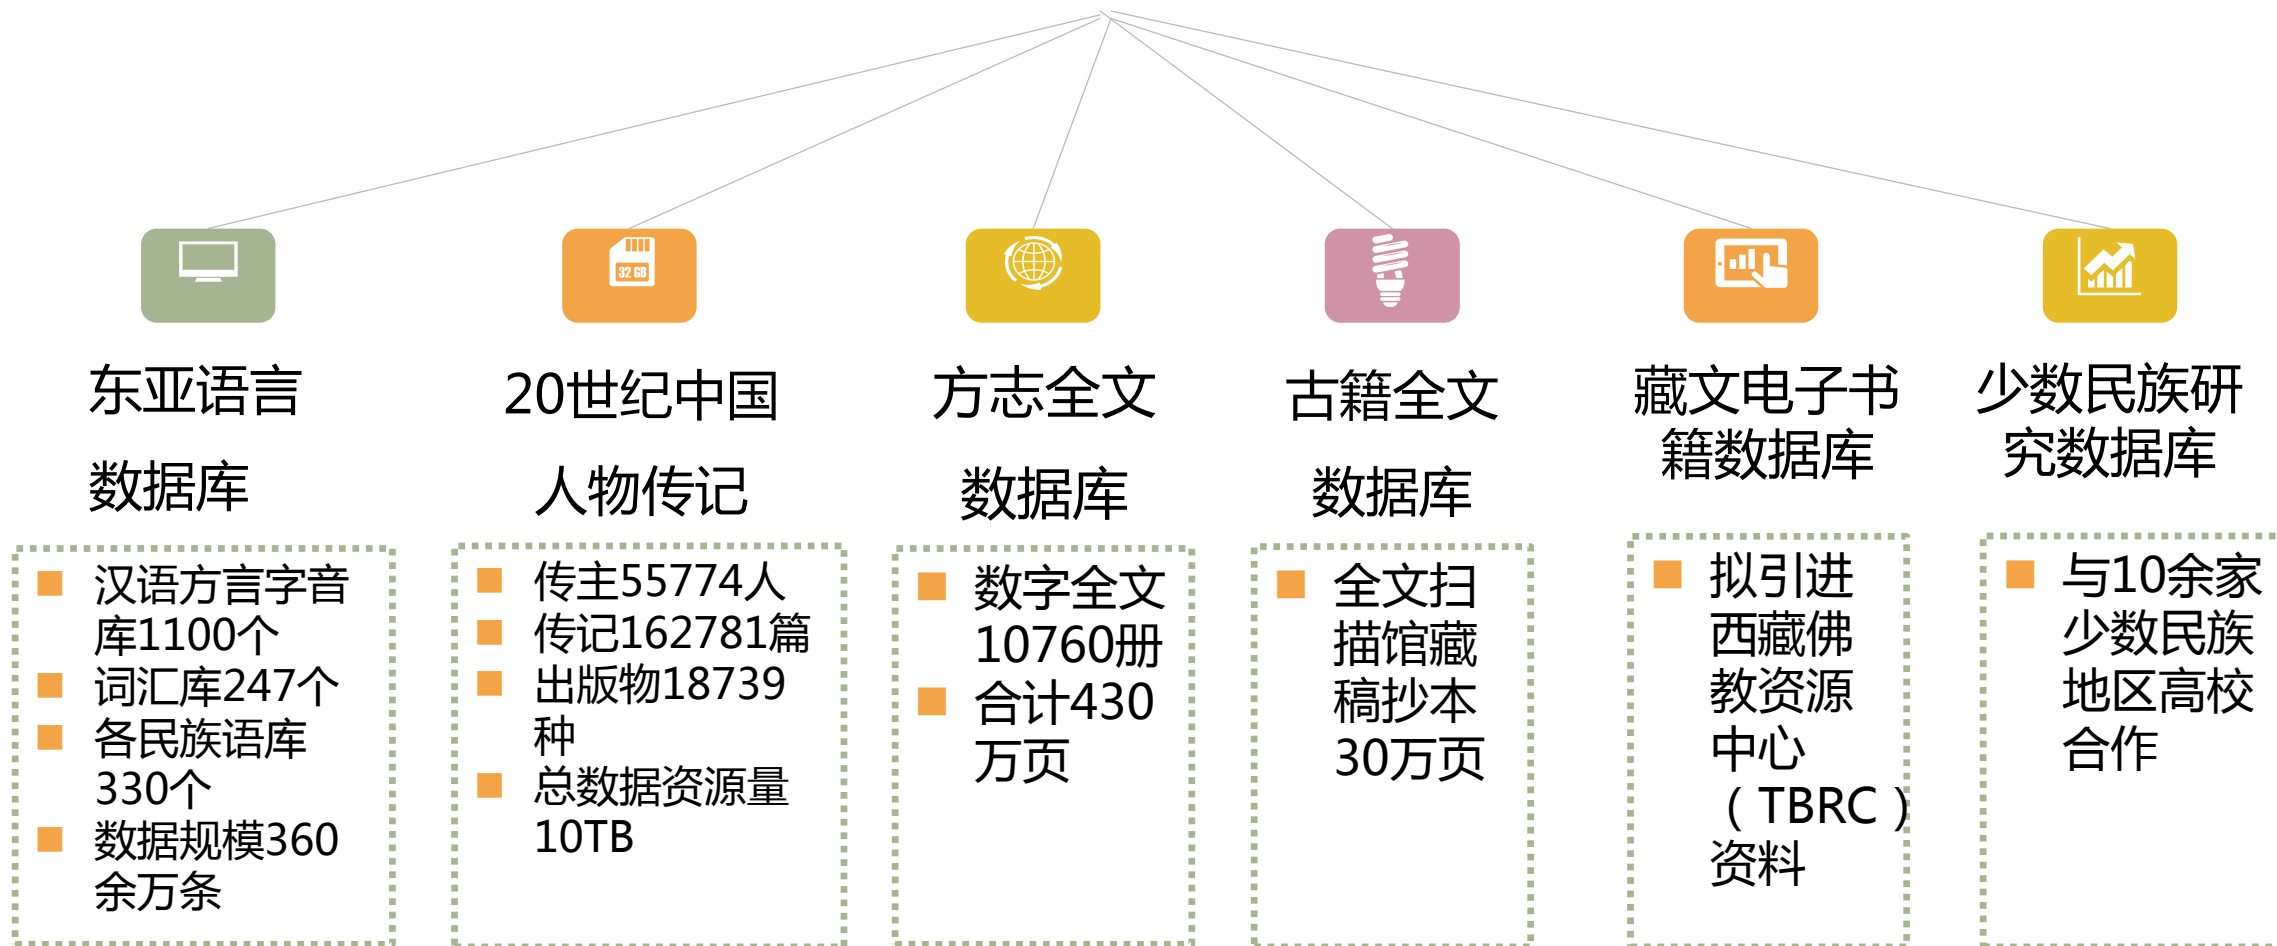 32 GB
东亚语言
数据库
汉语方言字音
库1100个
词汇库247个
各民族语库
330个
数据规模360
余万条
20世纪中国
人物传记
传主55774人
传记162781篇
出版物18739
种
总数据资源量
10TB
方志全文
数据库
数字全文
10760册
合计430
万页
古籍全文
数据库
全文扫
描馆藏
稿抄本
30万页
藏文电子书
籍数据库
拟引进
西藏佛
教资源
中心
（TBRC）
资料
少数民族研
究数据库
与10余家
少数民族
地区高校
合作